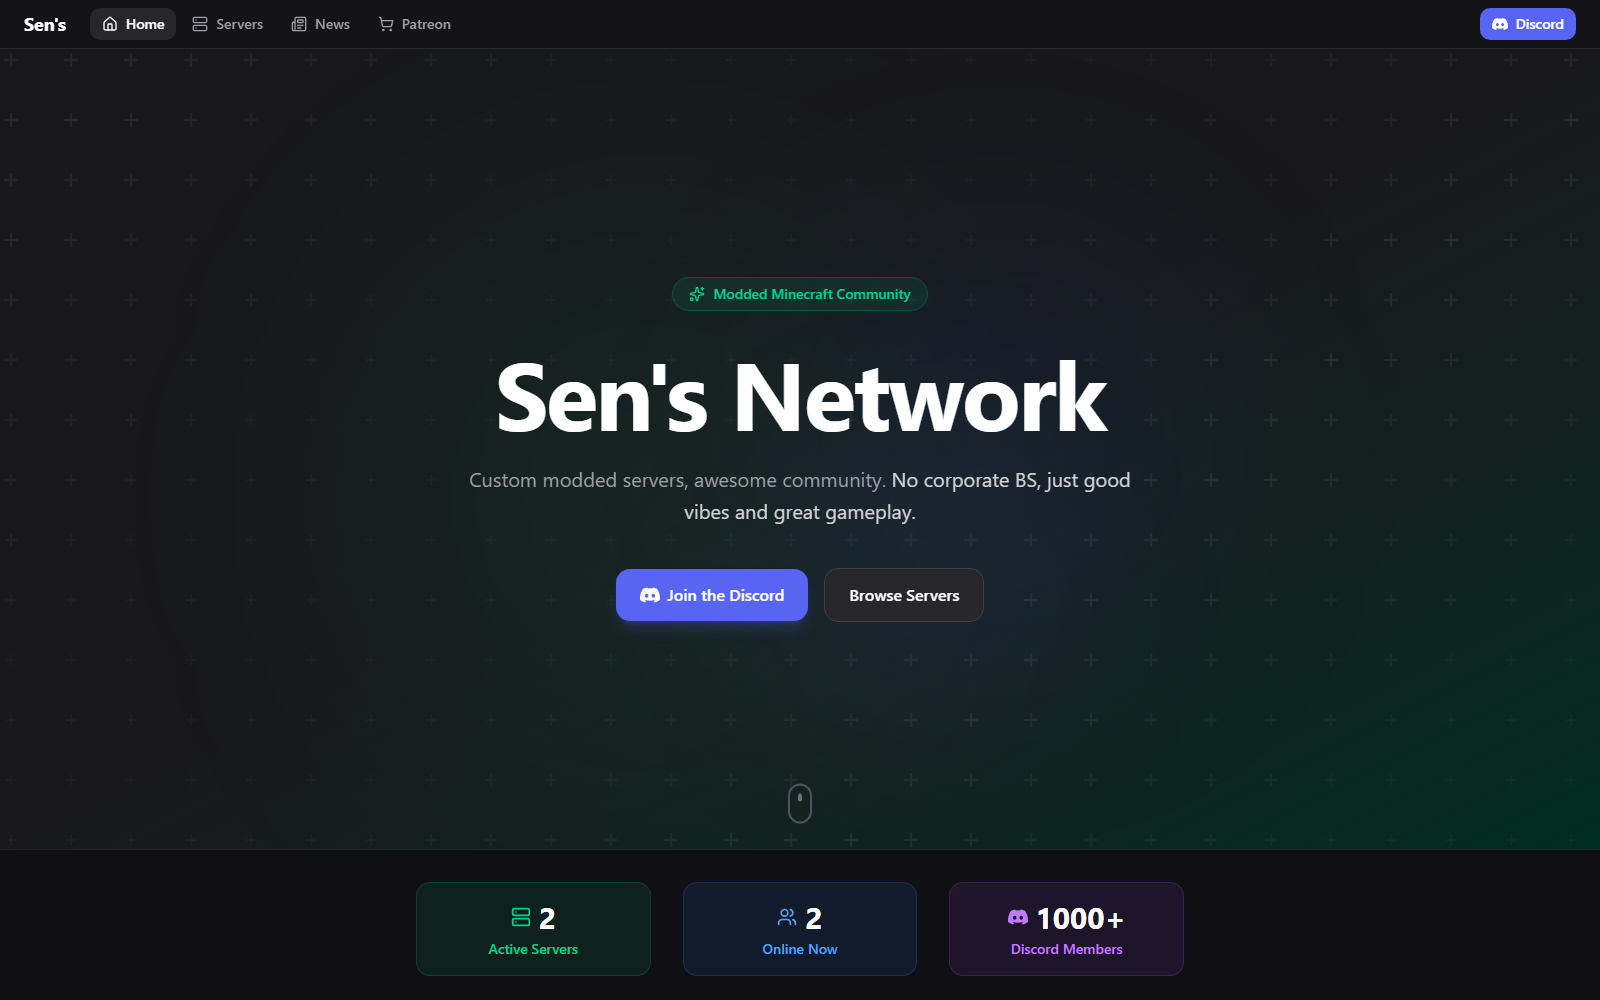 Sen's
Home
Servers
News
Patreon
Discord
Modded Minecraft Community
Sen's Network
Custom modded servers, awesome community. No corporate BS, just good
vibes and great gameplay.
Join the Discord
Browse Servers
2
Active Servers
2
Online Now
1000+
Discord Members